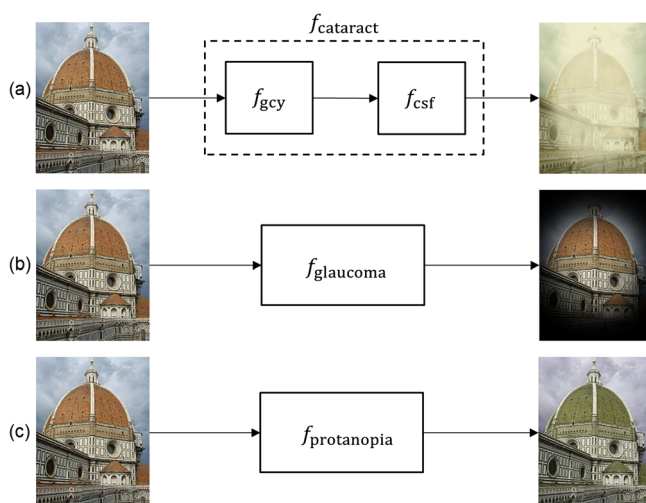 f_cataract
(a)
f_gcy
f_csf
(b)
f_glaucoma
(c)
f_protanopia